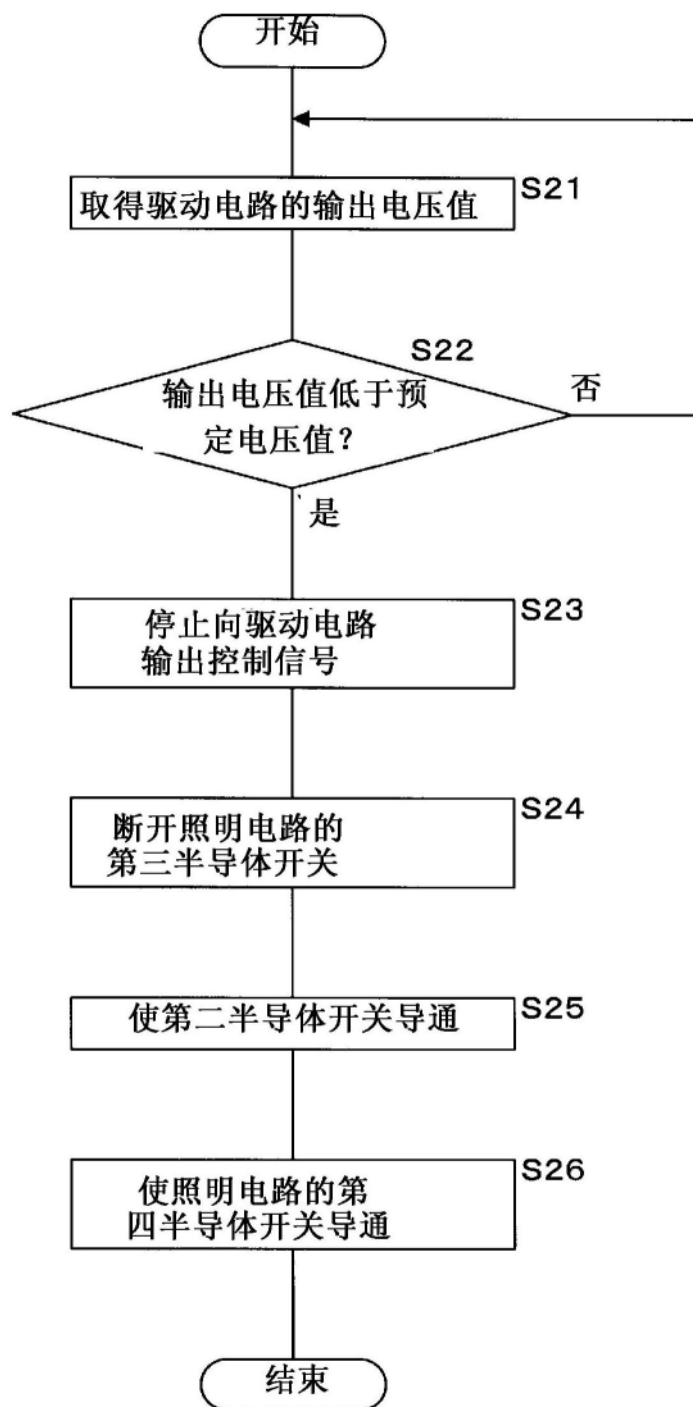 开始
取得驱动电路的输出电压值
S21
S22
输出电压值低于预
定电压值？
否
是
S23
停止向驱动电路
输出控制信号
S24
断开照明电路的
第三半导体开关
S25
使第二半导体开关导通
S26
使照明电路的第
四半导体开关导通
结束